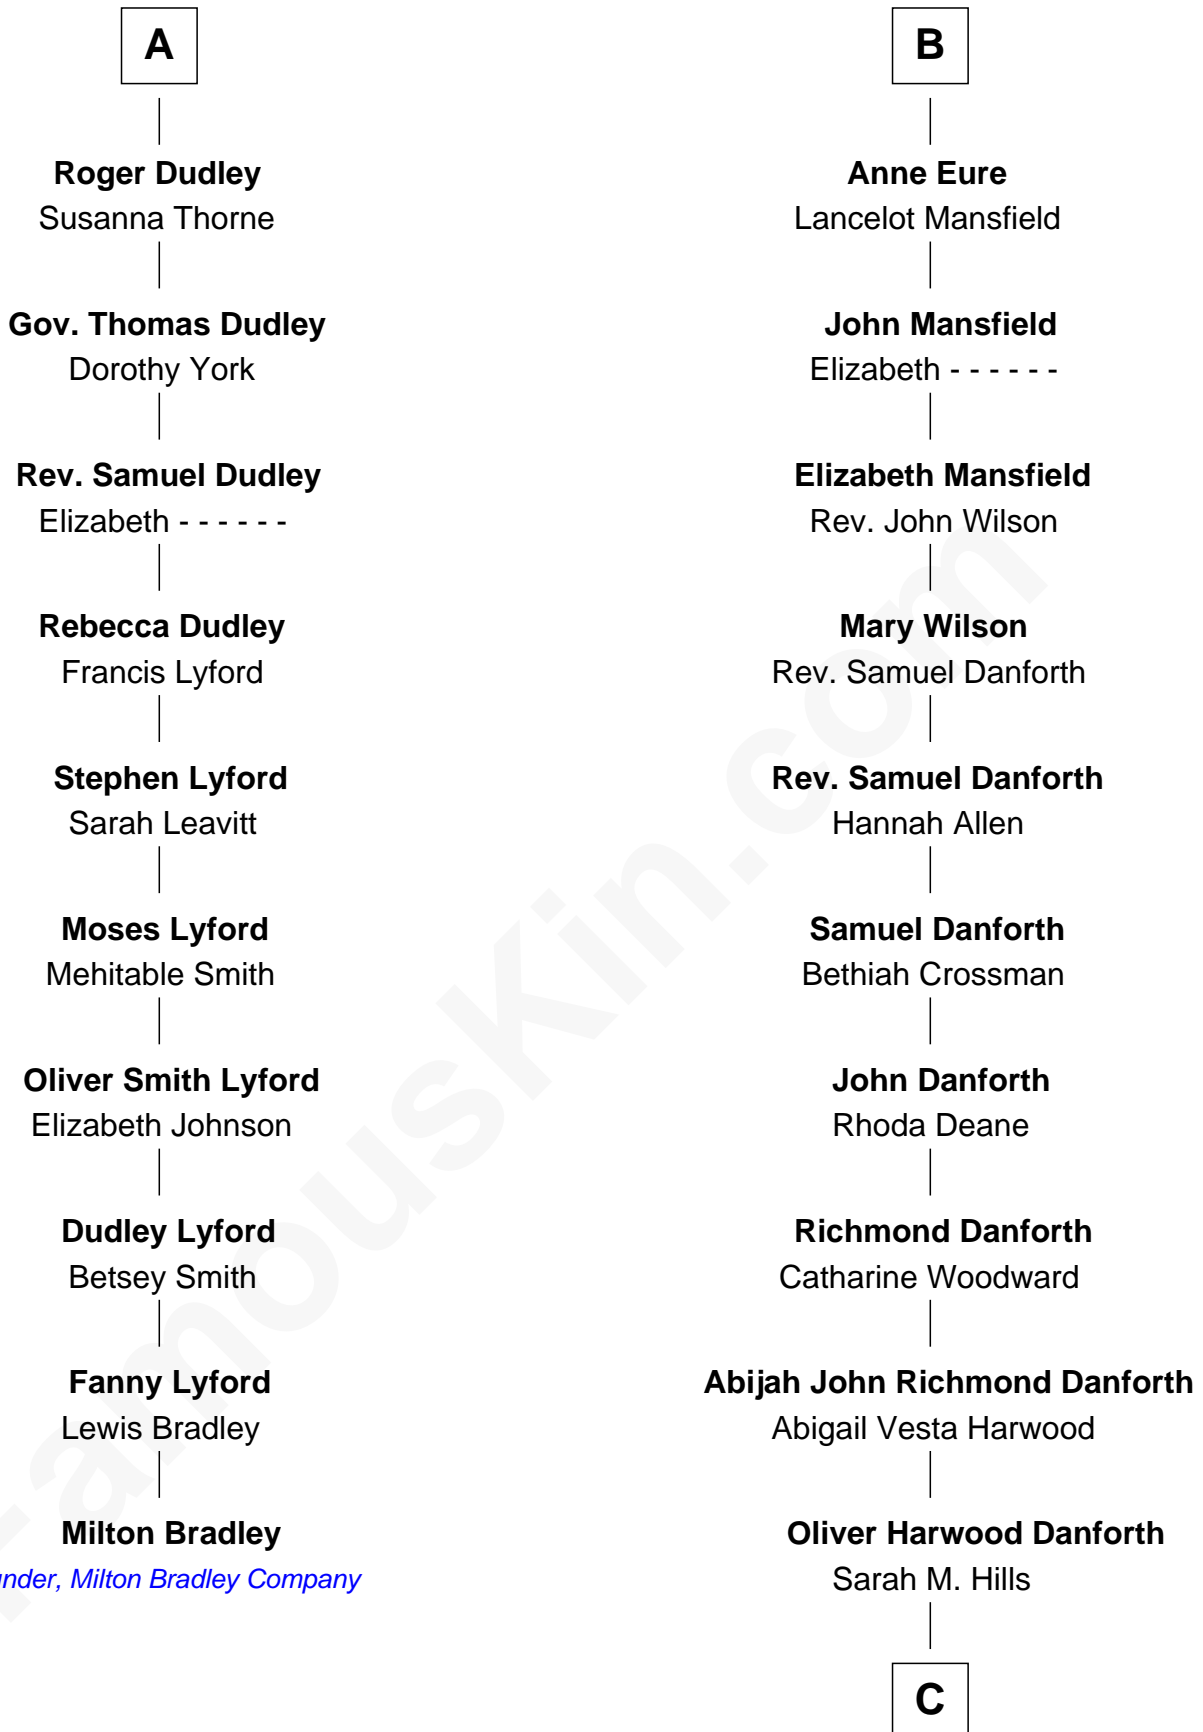 A
Roger Dudley
Susanna Thorne
Gov. Thomas Dudley
Dorothy York
Rev. Samuel Dudley
Elizabeth - - - - - -
Rebecca Dudley
Francis Lyford
Stephen Lyford
Sarah Leavitt
Moses Lyford
Mehitable Smith
Oliver Smith Lyford
Elizabeth Johnson
Dudley Lyford
Betsey Smith
Fanny Lyford
Lewis Bradley
Milton Bradley
under, Milton Bradley Company
B
Anne Eure
Lancelot Mansfield
John Mansfield
Elizabeth - - - - - -
Elizabeth Mansfield
Rev. John Wilson
Mary Wilson
Rev. Samuel Danforth
Rev. Samuel Danforth
Hannah Allen
Samuel Danforth
Bethiah Crossman
John Danforth
Rhoda Deane
Richmond Danforth
Catharine Woodward
Abijah John Richmond Danforth
Abigail Vesta Harwood
Oliver Harwood Danforth
Sarah M. Hills
C
FamousKin.com